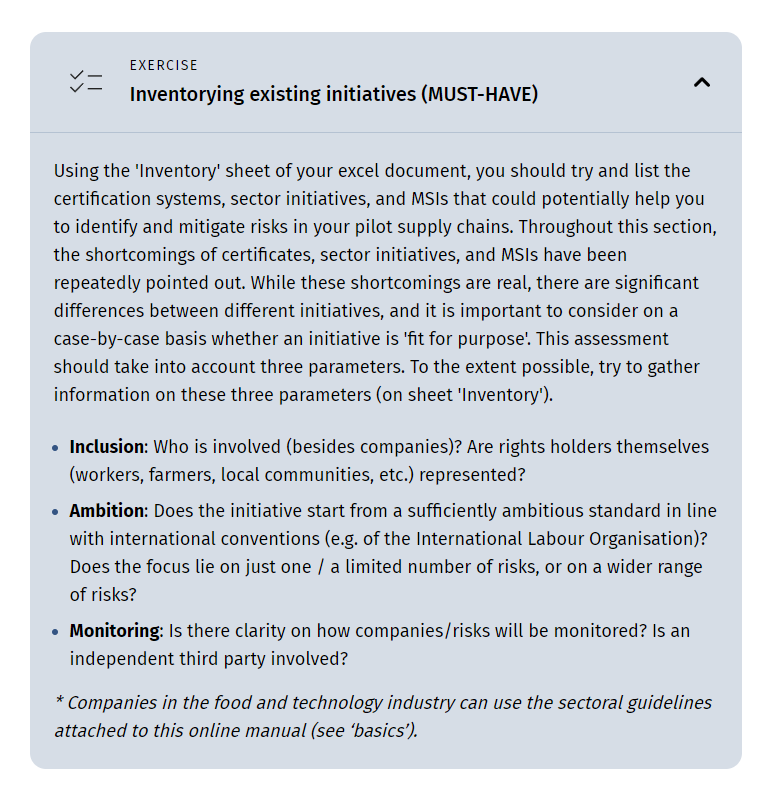 EXERCISE
Inventorying existing initiatives (MUST-HAVE)
Using the 'Inventory' sheet of your excel document, you should try and list the
certification systems, sector initiatives, and MSIs that could potentially help you
to identify and mitigate risks in your pilot supply chains. Throughout this section,
the shortcomings of certificates, sector initiatives, and MSIs have been
repeatedly pointed out. While these shortcomings are real, there are significant
differences between different initiatives, and it is important to consider on a
case-by-case basis whether an initiative is 'fit for purpose'. This assessment
should take into account three parameters. To the extent possible, try to gather
information on these three parameters (on sheet 'Inventory').
• Inclusion: Who is involved (besides companies)? Are rights holders themselves
(workers, farmers, local communities, etc.) represented?
• Ambition: Does the initiative start from a sufficiently ambitious standard in line
with international conventions (e.g. of the International Labour Organisation)?
Does the focus lie on just one / a limited number of risks, or on a wider range
of risks?
• Monitoring: Is there clarity on how companies/risks will be monitored? Is an
independent third party involved?
* Companies in the food and technology industry can use the sectoral guidelines
attached to this online manual (see ‘basics’).